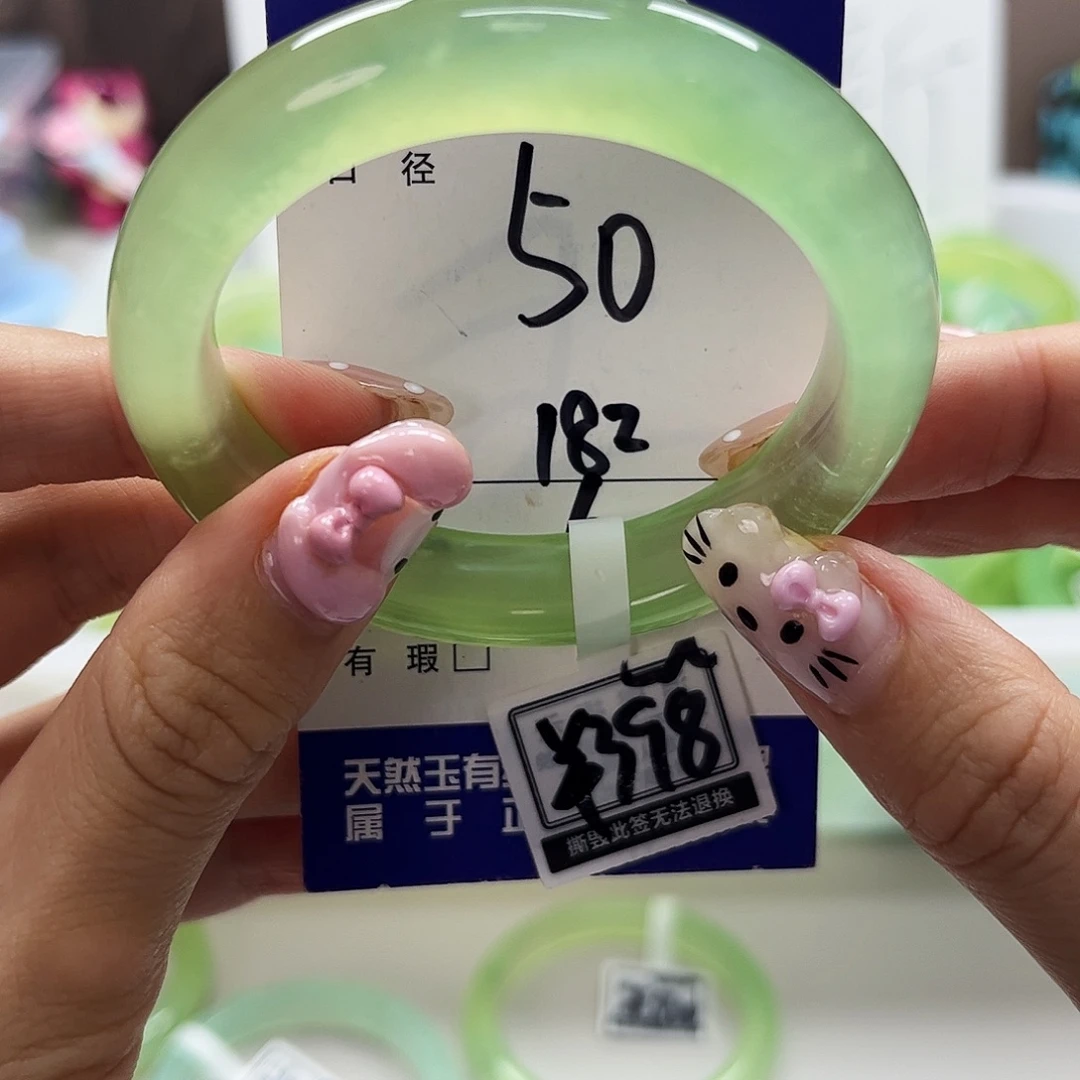 口 径
50
18²
有 瑕
¥398
撕毁此签无法退换
天然玉有
属 于